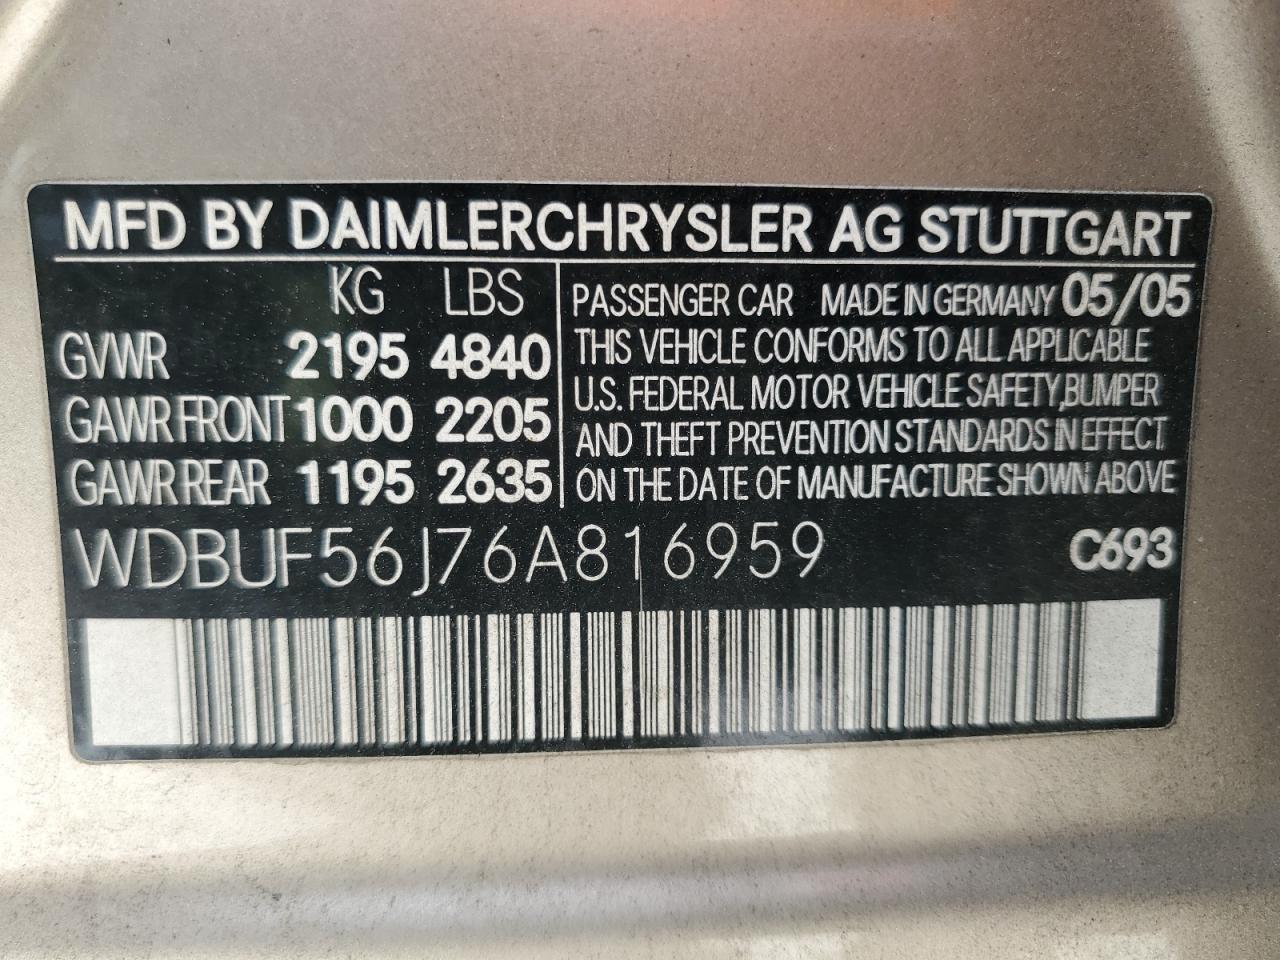 MFD BY DAIMLERCHRYSLER AG STUTTGART
KG LBS
GVWR 2195 4840
GAWR FRONT 1000 2205
GAWR REAR 1195 2635
PASSENGER CAR MADE IN GERMANY 05/05
THIS VEHICLE CONFORMS TO ALL APPLICABLE
U.S. FEDERAL MOTOR VEHICLE SAFETY,BUMPER
AND THEFT PREVENTION STANDARDS IN EFFECT
ON THE DATE OF MANUFACTURE SHOWN ABOVE
WDBUF56J76A816959 C693